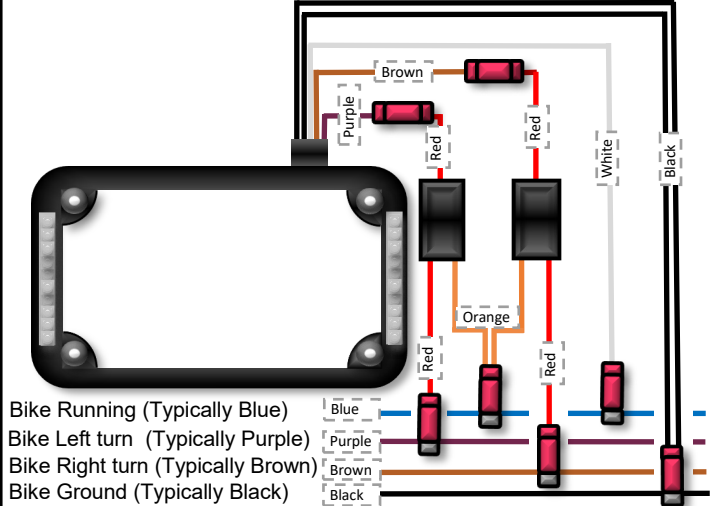 Brown
Purple
Red
Red
White
Black
Orange
Red
Red
Bike Running (Typically Blue)
Blue
Bike Left turn (Typically Purple)
Purple
Bike Right turn (Typically Brown)
Brown
Bike Ground (Typically Black)
Black